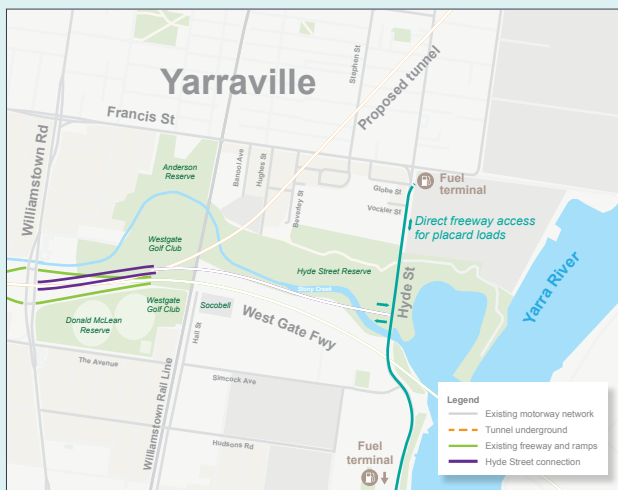 Yarraville
Stephen St
Proposed tunnel
Francis St
Williamstown Rd
Anderson
Reserve
Banool Ave
Hughes St
Beverley St
Globe St
Vockler St
Fuel
terminal
Direct freeway access
for placard loads
Westgate
Golf Club
Hyde Street Reserve
Hyde St
Yarra River
Stony Creek
Westgate
Golf Club
Socobell
Donald McLean
Reserve
West Gate Fwy
Hall St
The Avenue
Simcock Ave
Williamstown Rail Line
Hudsons Rd
Fuel
terminal
Legend
Existing motorway network
Tunnel underground
Existing freeway and ramps
Hyde Street connection